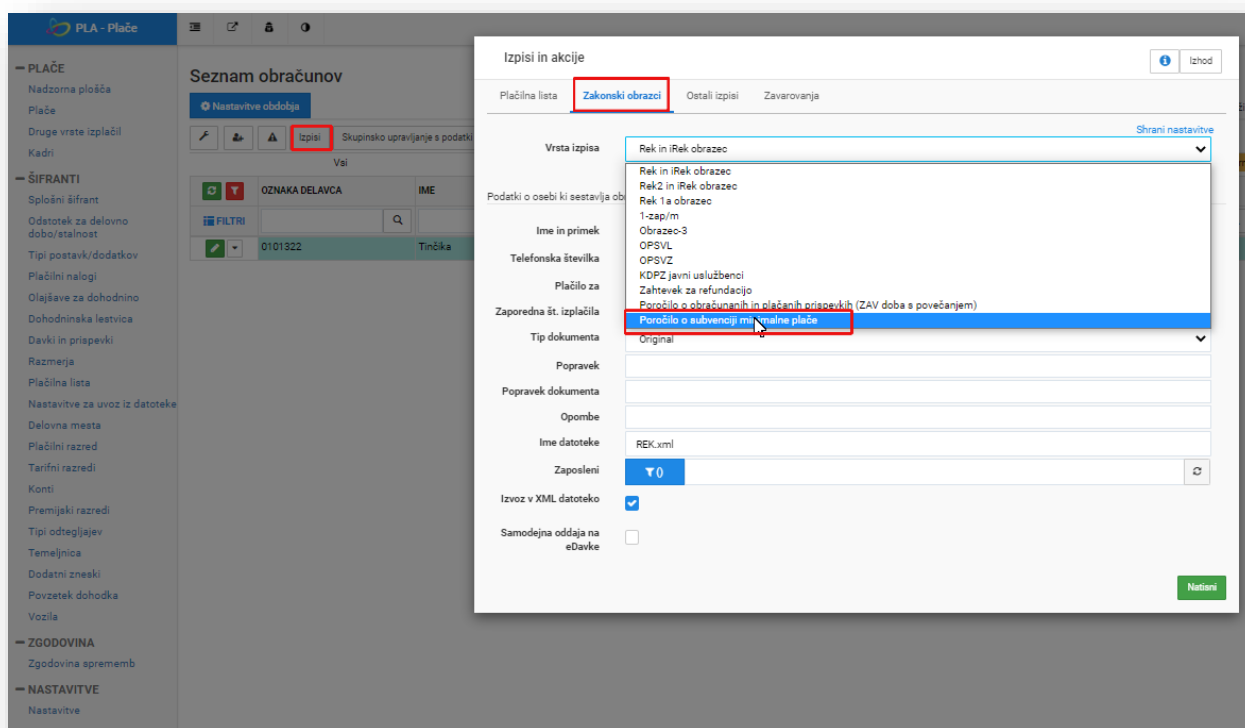 PLA - Plače
PLAČE
Nadzorna plošča
Plače
Druge vrste izplačil
Kadri
ŠIFRANTI
Splošni šifrant
Odstotek za delovno
dobo/stalnost
Tipi postavk/dodatkov
Plačilni nalogi
Olajšave za dohodnino
Dohodninska lestvica
Davki in prispevki
Razmerja
Plačilna lista
Nastavitve za uvoz iz datoteke
Delovna mesta
Plačilni razred
Tarifni razredi
Konti
Premijski razredi
Tipi odtegljajev
Temeljnica
Dodatni zneski
Povzetek dohodka
Vozila
ZGODOVINA
Zgodovina sprememb
NASTAVITVE
Nastavitve
Seznam obračunov
Nastavitve obdobja
Izpisi Skupinsko upravljanje s podatki
Vsi
OZNAKA DELAVCA IME
FILTRI
0101322 Tinčika
Izpisi in akcije
Izhod
Plačilna lista Zakonski obrazci Ostali izpisi Zavarovanja
Shrani nastavitve
Vrsta izpisa Rek in iRek obrazec
Rek in iRek obrazec
Rek2 in iRek obrazec
Rek 1a obrazec
1-zap/m
Obrazec-3
OPSVL
OPSVZ
KDPZ javni uslužbenci
Zahtevek za refundacijo
Poročilo o obračunanih in plačanih prispevkih (ZAV doba s povečanjem)
Poročilo o subvenciji minimalne plače
Podatki o osebi ki sestavlja
Ime in primek
Telefonska številka
Plačilo za
Zaporedna št. izplačila
Tip dokumenta Original
Popravek
Popravek dokumenta
Opombe
Ime datoteke REK.xml
Zaposleni ()
Izvoz v XML datoteko
Samodejna oddaja na
eDavke
Natisni